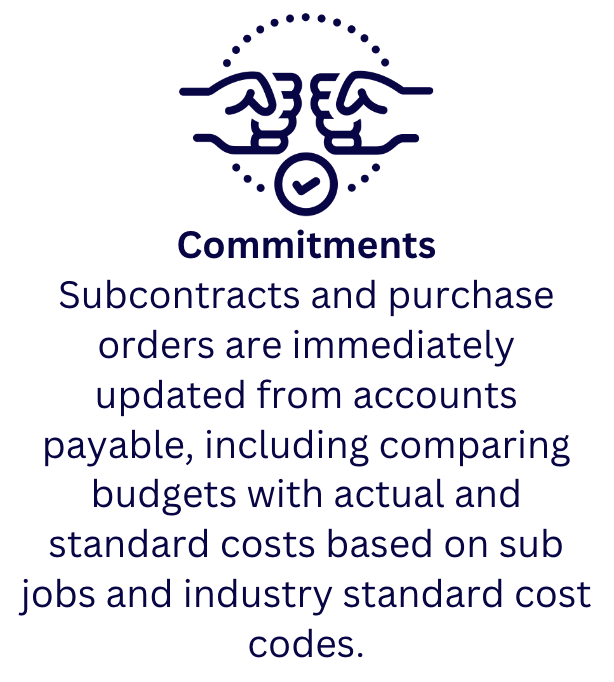 Commitments
Subcontracts and purchase
orders are immediately
updated from accounts
payable, including comparing
budgets with actual and
standard costs based on sub
jobs and industry standard cost
codes.